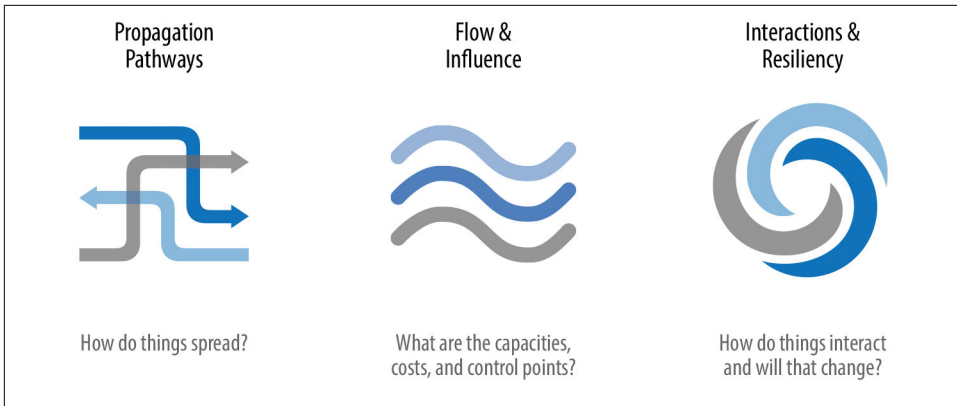 Propagation
Pathways
How do things spread?
Flow &
Influence
What are the capacities,
costs, and control points?
Interactions &
Resiliency
How do things interact
and will that change?